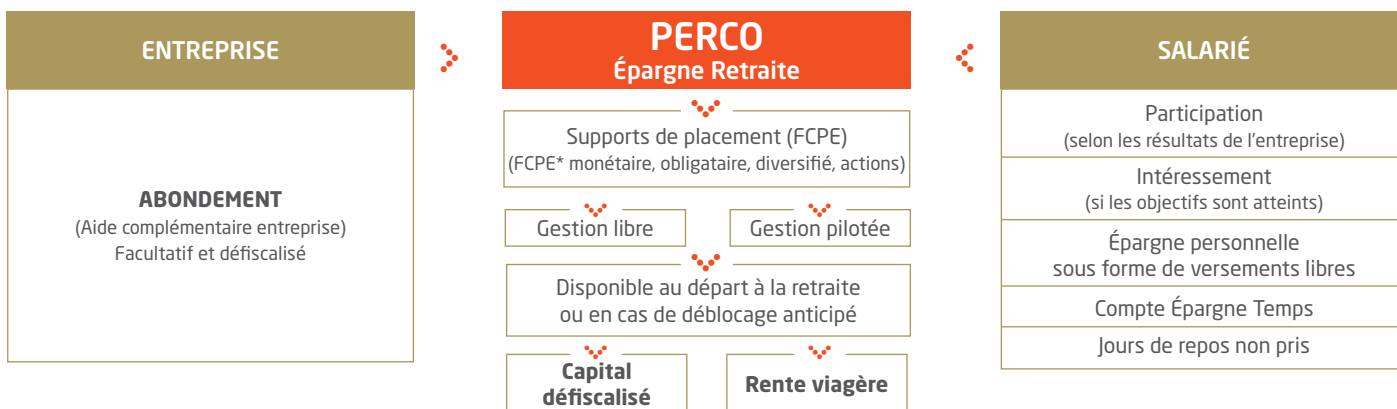 ENTREPRISE
ABONDEMENT
(Aide complémentaire entreprise)
Facultatif et défiscalisé
PERCO
Épargne Retraite
Supports de placement (FCPE)
(FCPE* monétaire, obligataire, diversifié, actions)
Gestion libre
Gestion pilotée
Disponible au départ à la retraite
ou en cas de déblocage anticipé
Capital
défiscalisé
Rente viagère
SALARIÉ
Participation
(selon les résultats de l'entreprise)
Intéressement
(si les objectifs sont atteints)
Épargne personnelle
sous forme de versements libres
Compte Épargne Temps
Jours de repos non pris